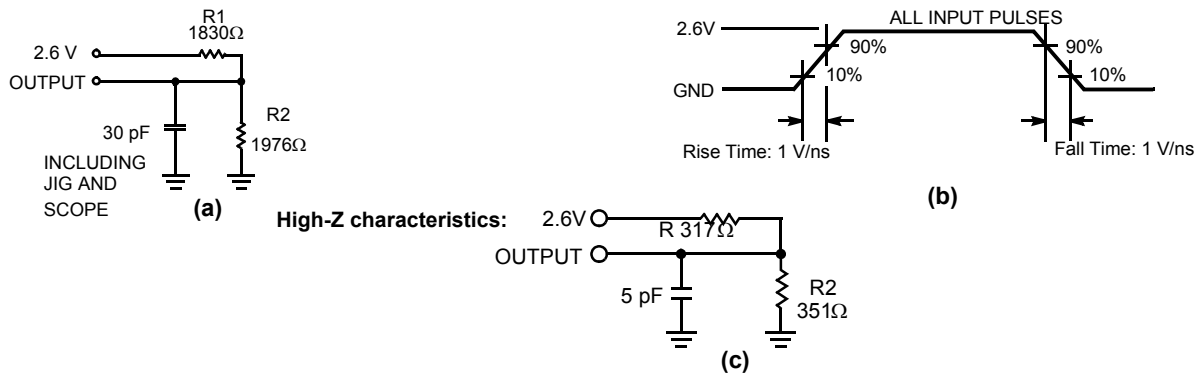 R1
1830Ω
2.6 V
OUTPUT
30 pF
R2
1976Ω
INCLUDING
JIG AND
SCOPE
(a)
ALL INPUT PULSES
2.6V
90%
10%
GND
90%
10%
Rise Time: 1 V/ns
Fall Time: 1 V/ns
(b)
High-Z characteristics:
2.6V
R 317Ω
OUTPUT
5 pF
R2
351Ω
(c)